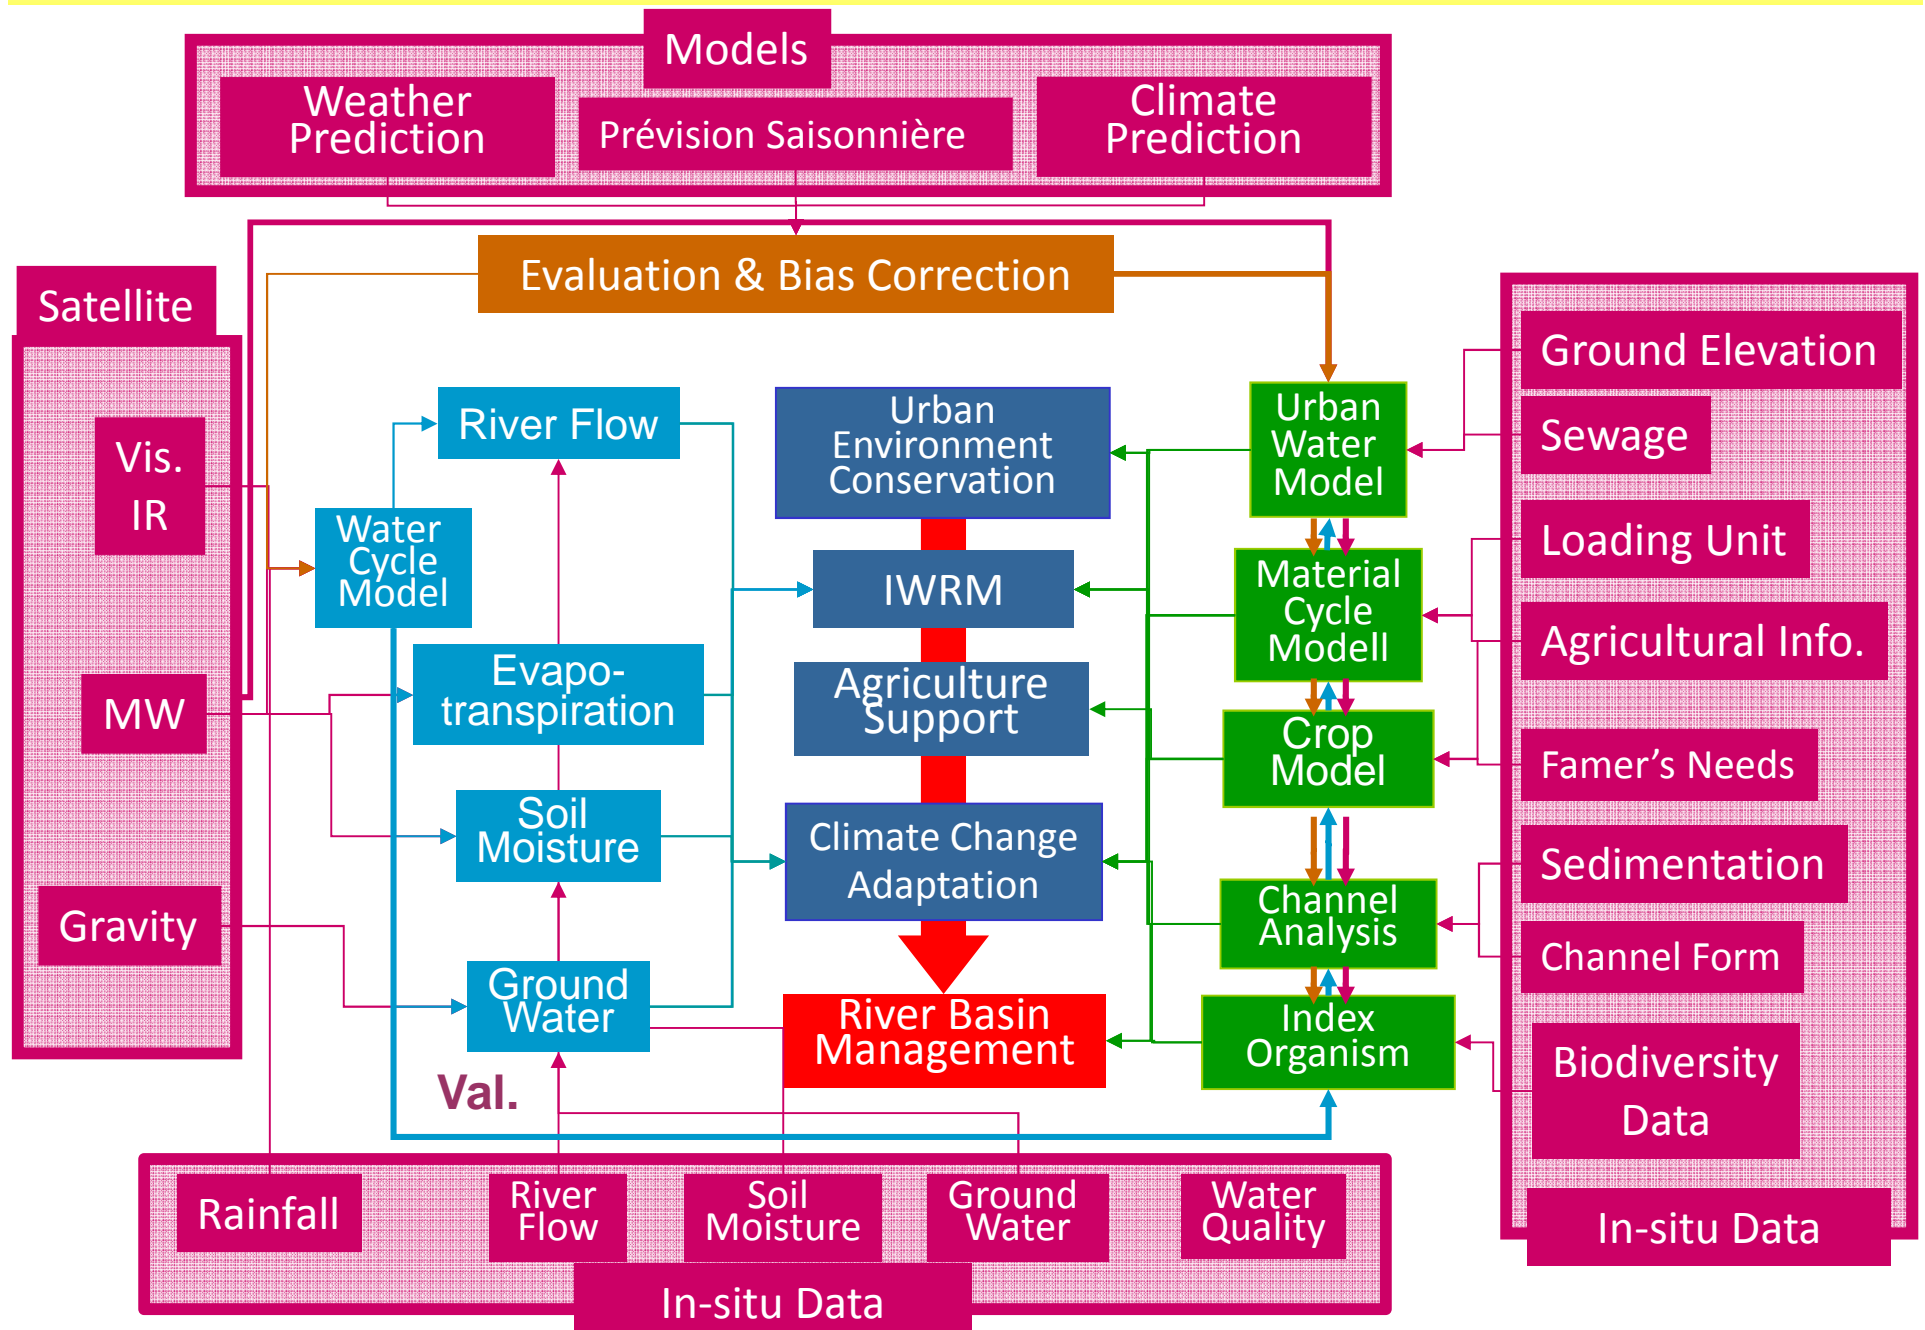 Models
Weather
Prediction
Prévision Saisonnière
Climate
Prediction
Evaluation & Bias Correction
Satellite
Vis.
IR
MW
Gravity
River Flow
Water
Cycle
Model
Evapo-
transpiration
Soil
Moisture
Ground
Water
Val.
Urban
Environment
Conservation
IWRM
Agriculture
Support
Climate Change
Adaptation
River Basin
Management
Urban
Water
Model
Material
Cycle
Modell
Crop
Model
Channel
Analysis
Index
Organism
Ground Elevation
Sewage
Loading Unit
Agricultural Info.
Famer's Needs
Sedimentation
Channel Form
Biodiversity
Data
In-situ Data
Rainfall
River
Flow
Soil
Moisture
Ground
Water
Water
Quality
In-situ Data